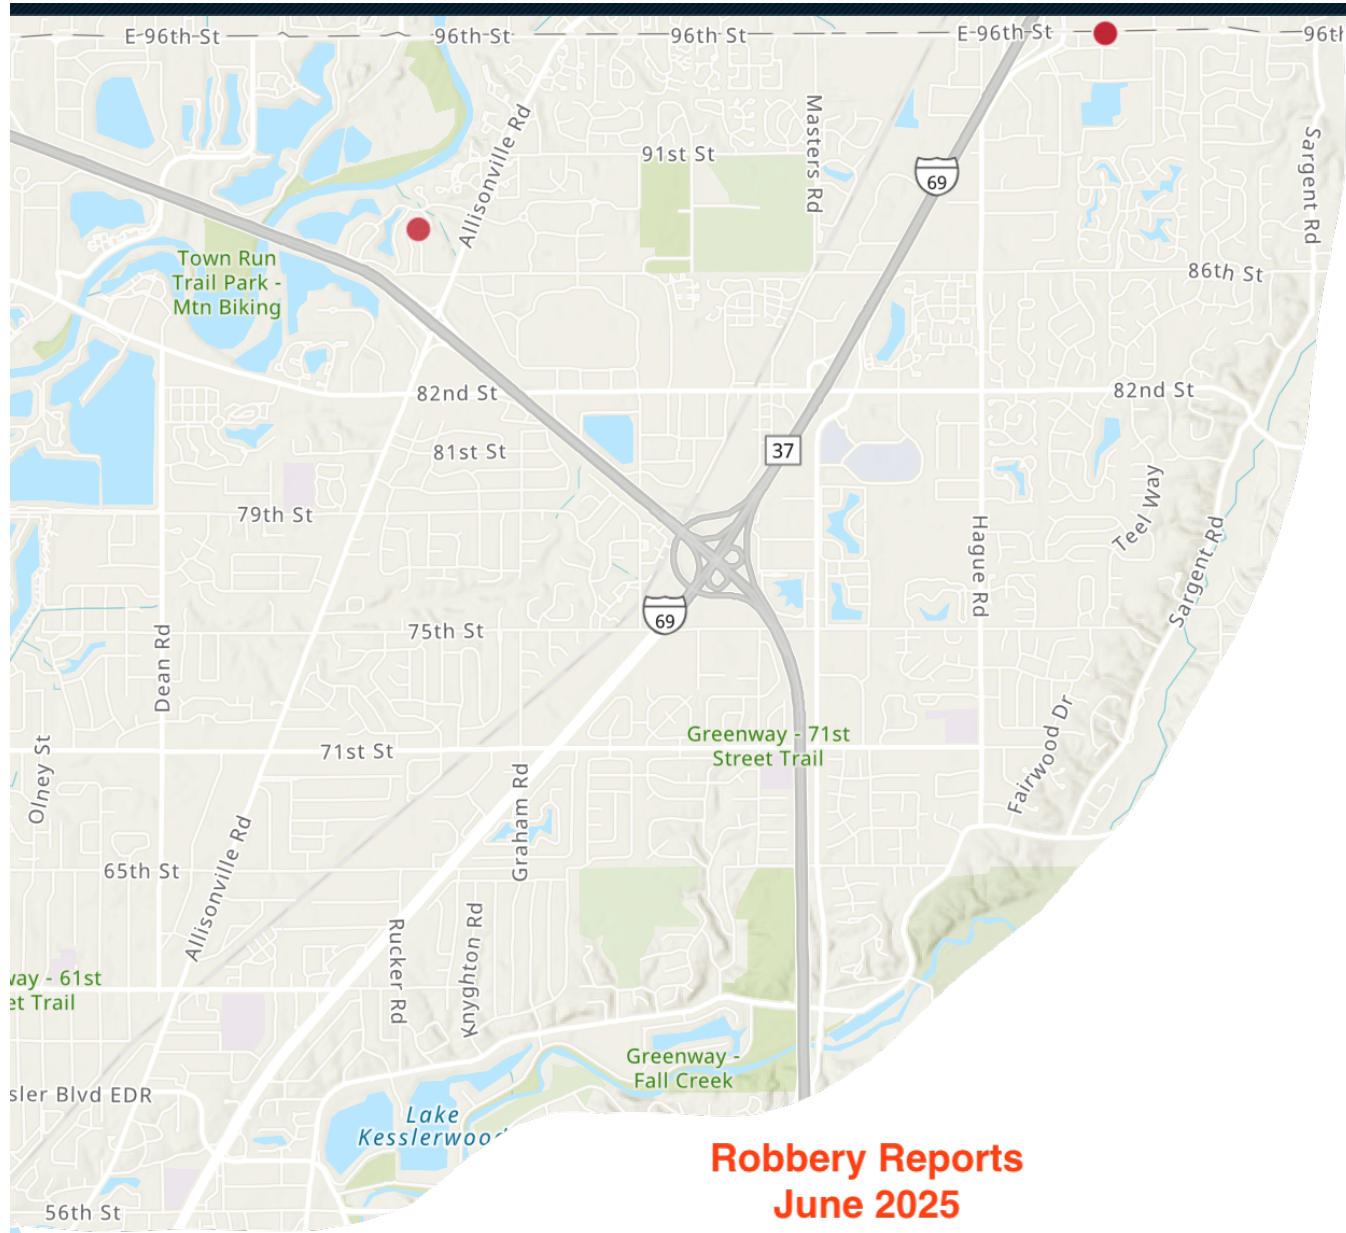 E 96th St
96th St
96th St
E 96th St
96th
Allisonville Rd
Masters Rd
91st St
Sargent Rd
69
Town Run
Trail Park -
Mtn Biking
86th St
82nd St
82nd St
81st St
37
Teel Way
79th St
Hague Rd
Sargent Rd
69
75th St
Dean Rd
Fairwood Dr
Greenway - 71st
Street Trail
71st St
Olney St
Graham Rd
Allisonville Rd
65th St
Rucker Rd
Knyghton Rd
way - 61st
et Trail
Greenway -
Fall Creek
sler Blvd EDR
Lake
Kesslerwood
Robbery Reports
June 2025
56th St